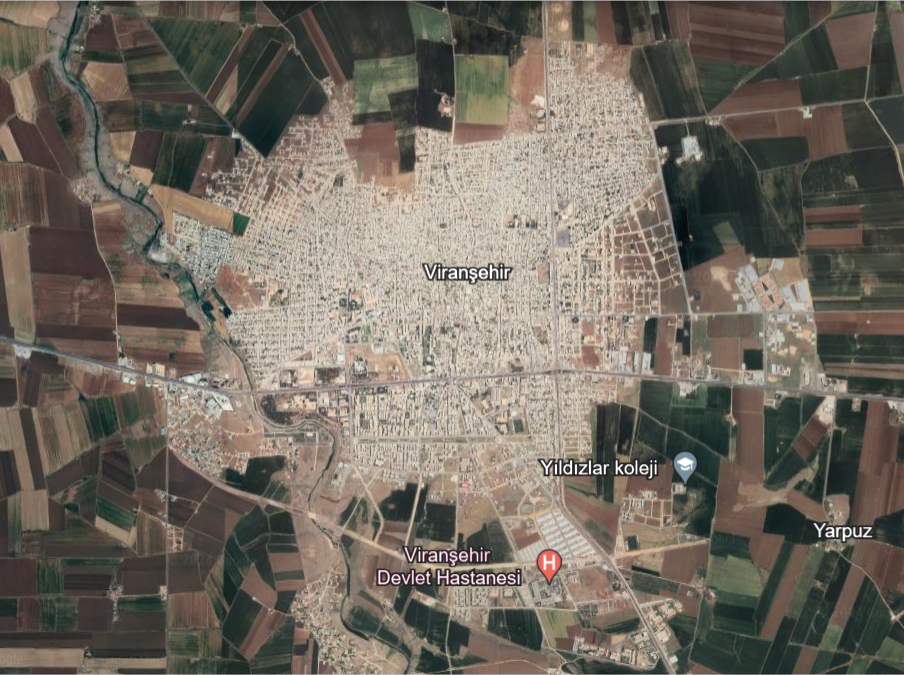 Viranşehir
Yıldızlar koleji
Yarpuz
Viranşehir
Devlet Hastanesi
H